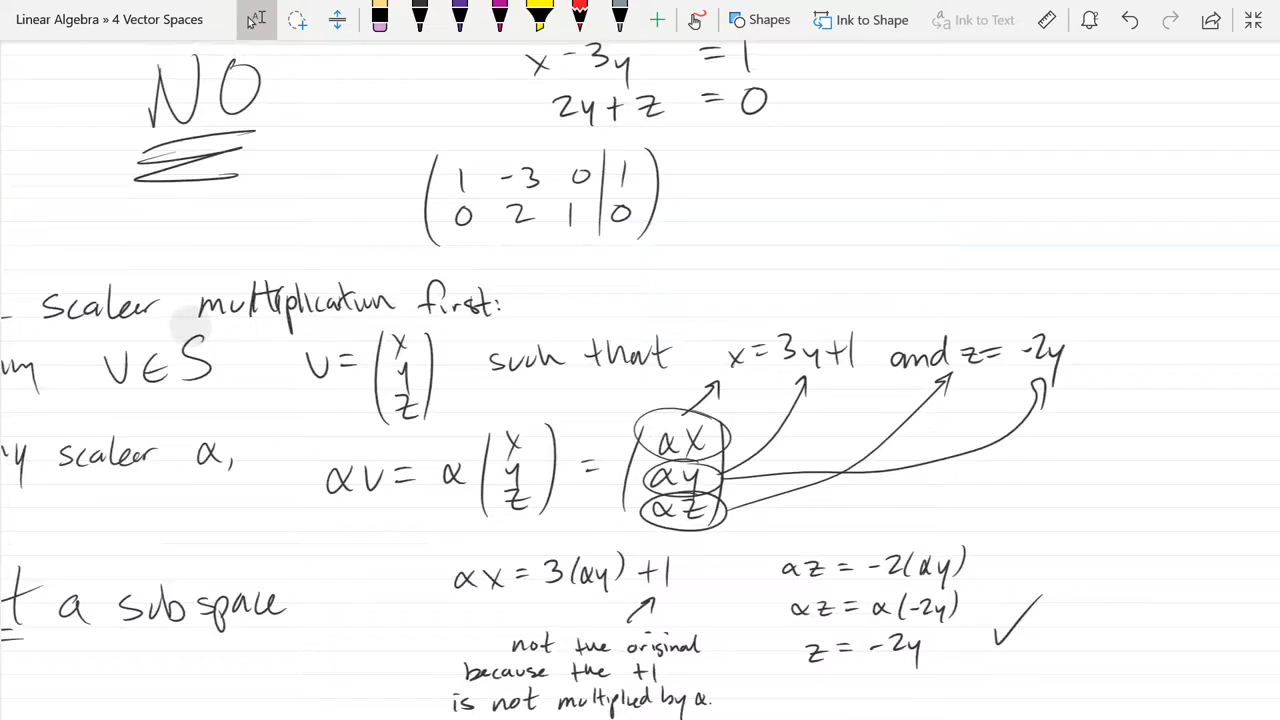 Linear Algebra » 4 Vector Spaces
Shapes
Ink to Shape
Ink to Text
x - 3y = 1
NO
2y + z = 0
1 -3 0 | 1
0 2 1 | 0
scaler multiplication first:
v ∈ S v = (x y z) such that x = 3y+1 and z = -2y
scaler α, αv = α (x y z) = (αx αy αz)
αx = 3(αy) + 1
αz = -2(αy)
a subspace
αz = α(-2y)
not the original
z = -2y
because the +1
is not multiplied by α.